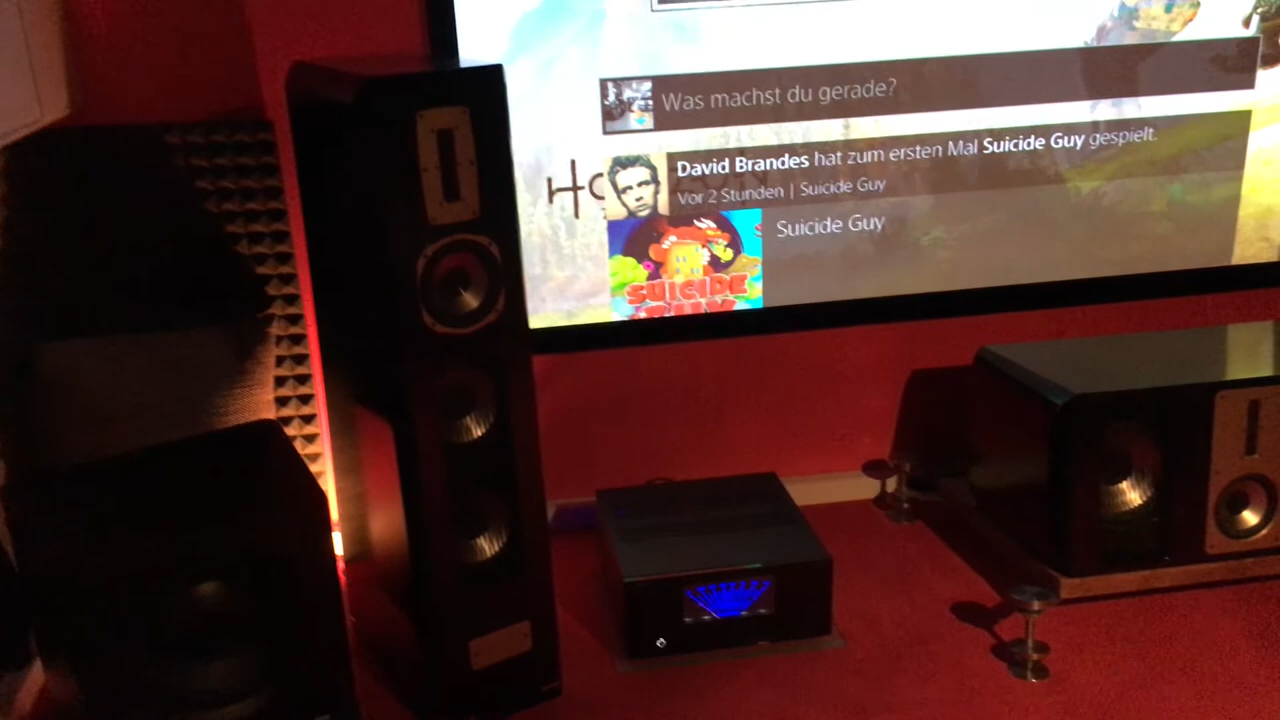 Was machst du gerade?
David Brandes hat zum ersten Mal Suicide Guy gespielt.
Vor 2 Stunden | Suicide Guy
Suicide Guy
SUICIDE